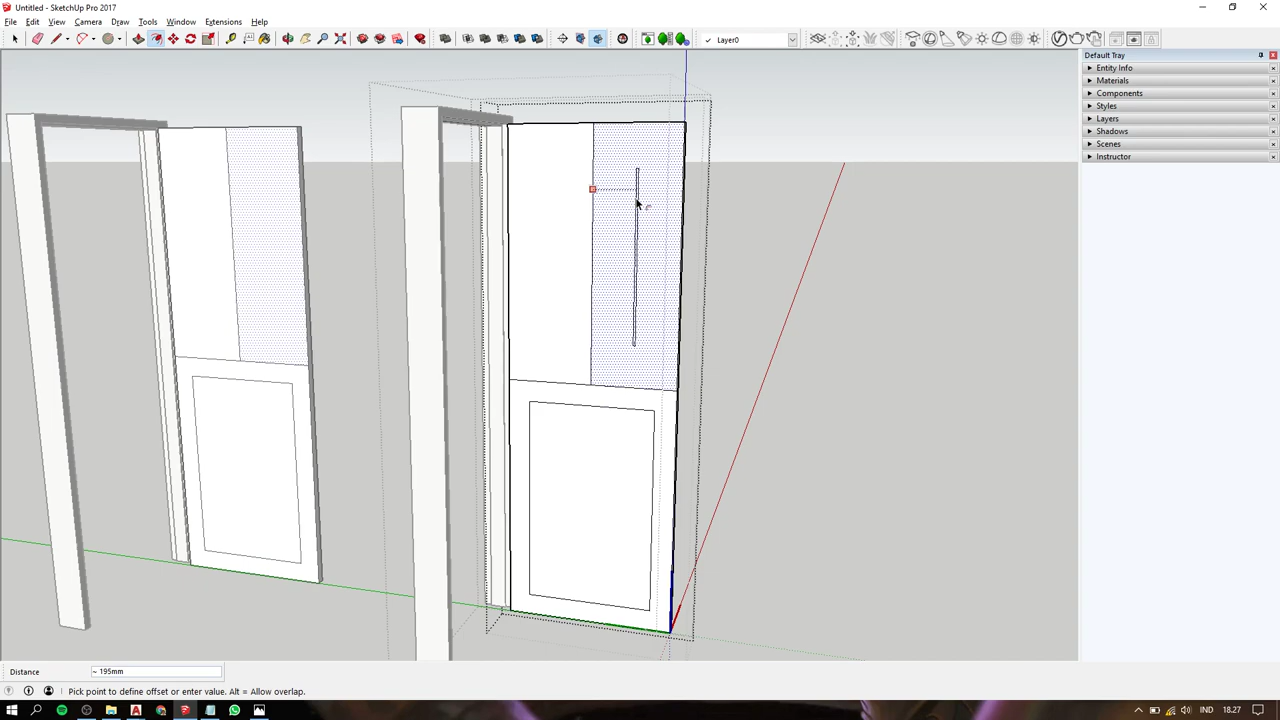 Untitled - SketchUp Pro 2017
File Edit View Camera Draw Tools Window Extensions Help
Layer0
Default Tray
Entity Info
Materials
Components
Styles
Layers
Shadows
Scenes
Instructor
Distance ~ 195mm
Pick point to define offset or enter value. Alt = Allow overlap.
IND 18.27